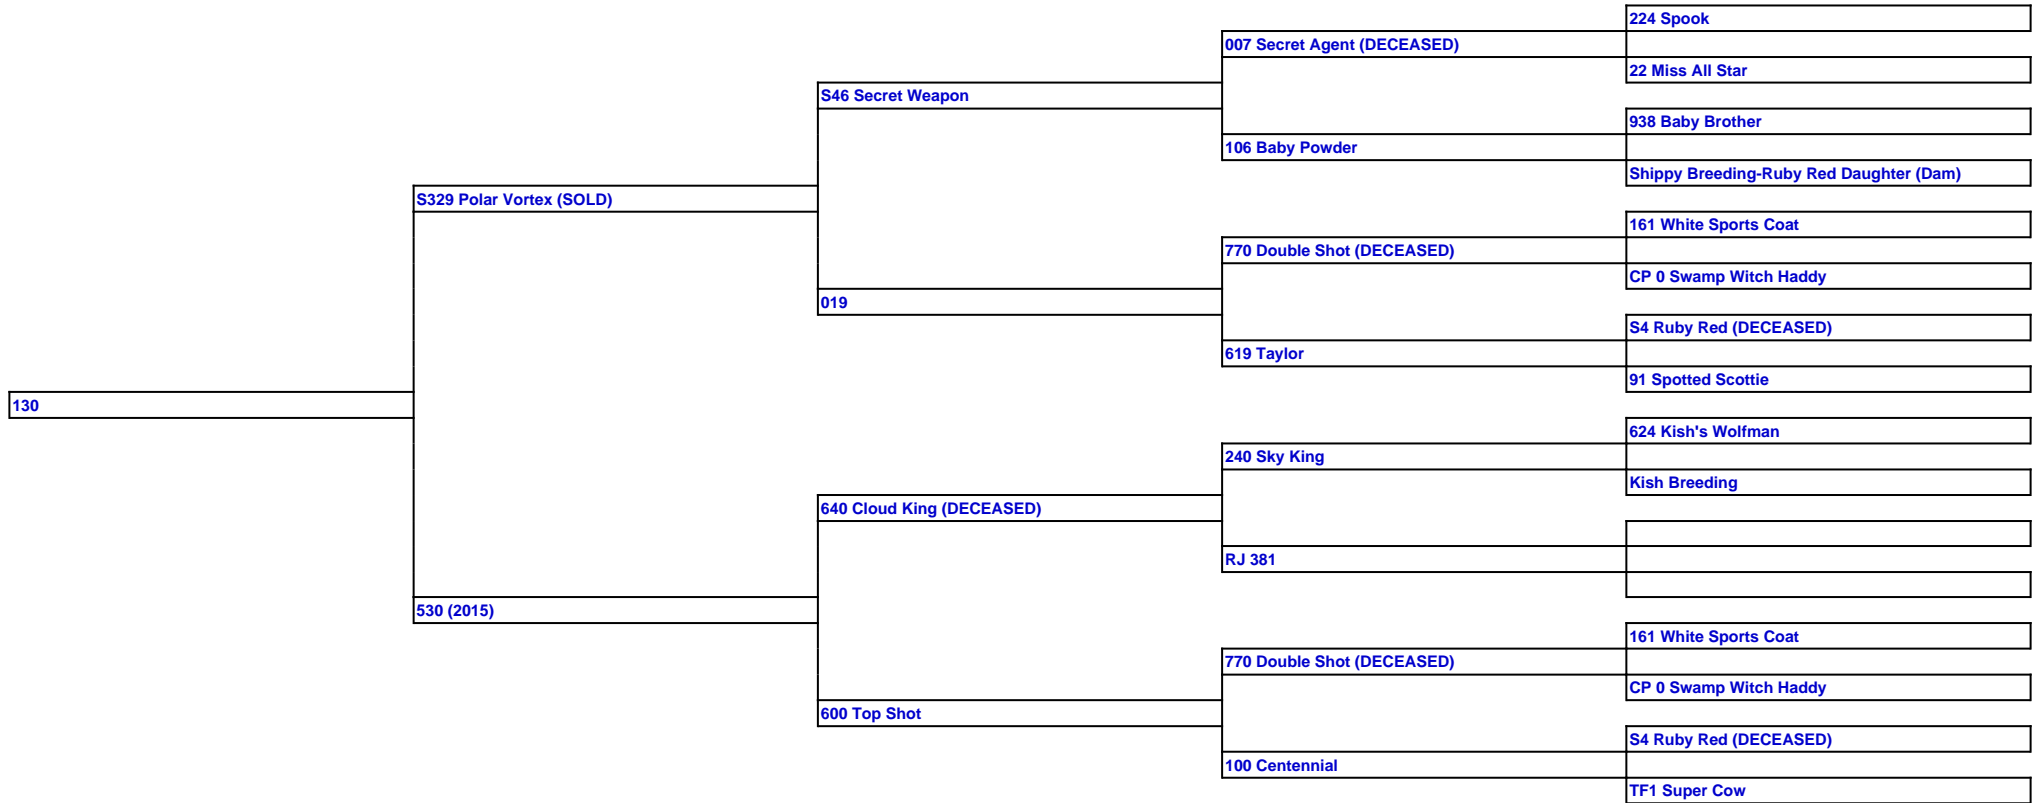 224 Spook
007 Secret Agent (DECEASED)
22 Miss All Star
S46 Secret Weapon
938 Baby Brother
106 Baby Powder
Shippy Breeding-Ruby Red Daughter (Dam)
S329 Polar Vortex (SOLD)
161 White Sports Coat
770 Double Shot (DECEASED)
CP 0 Swamp Witch Haddy
019
S4 Ruby Red (DECEASED)
619 Taylor
91 Spotted Scottie
130
624 Kish's Wolfman
240 Sky King
Kish Breeding
640 Cloud King (DECEASED)
RJ 381
530 (2015)
161 White Sports Coat
770 Double Shot (DECEASED)
CP 0 Swamp Witch Haddy
600 Top Shot
S4 Ruby Red (DECEASED)
100 Centennial
TF1 Super Cow